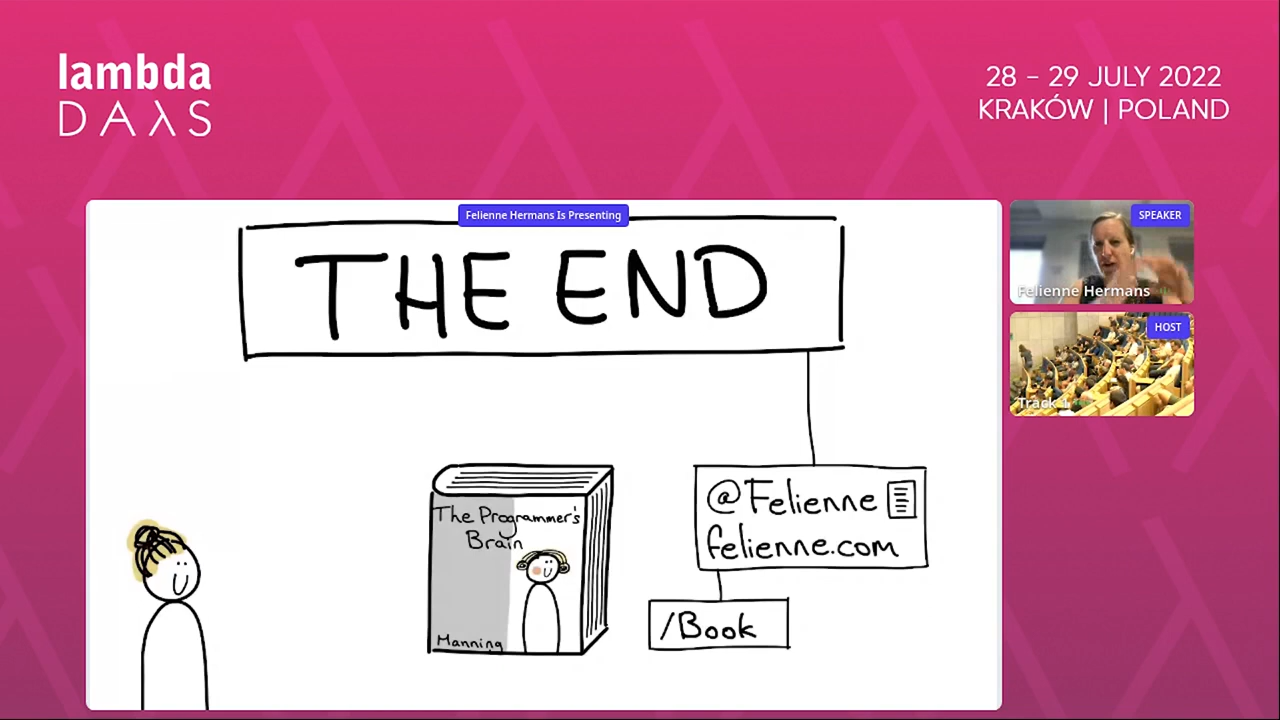 lambda
DAλS
28 – 29 JULY 2022
KRAKÓW | POLAND
Felienne Hermans Is Presenting
THE END
SPEAKER
Felienne Hermans
HOST
Track 1
The Programmer's
Brain
Manning
@Felienne
felienne.com
/Book